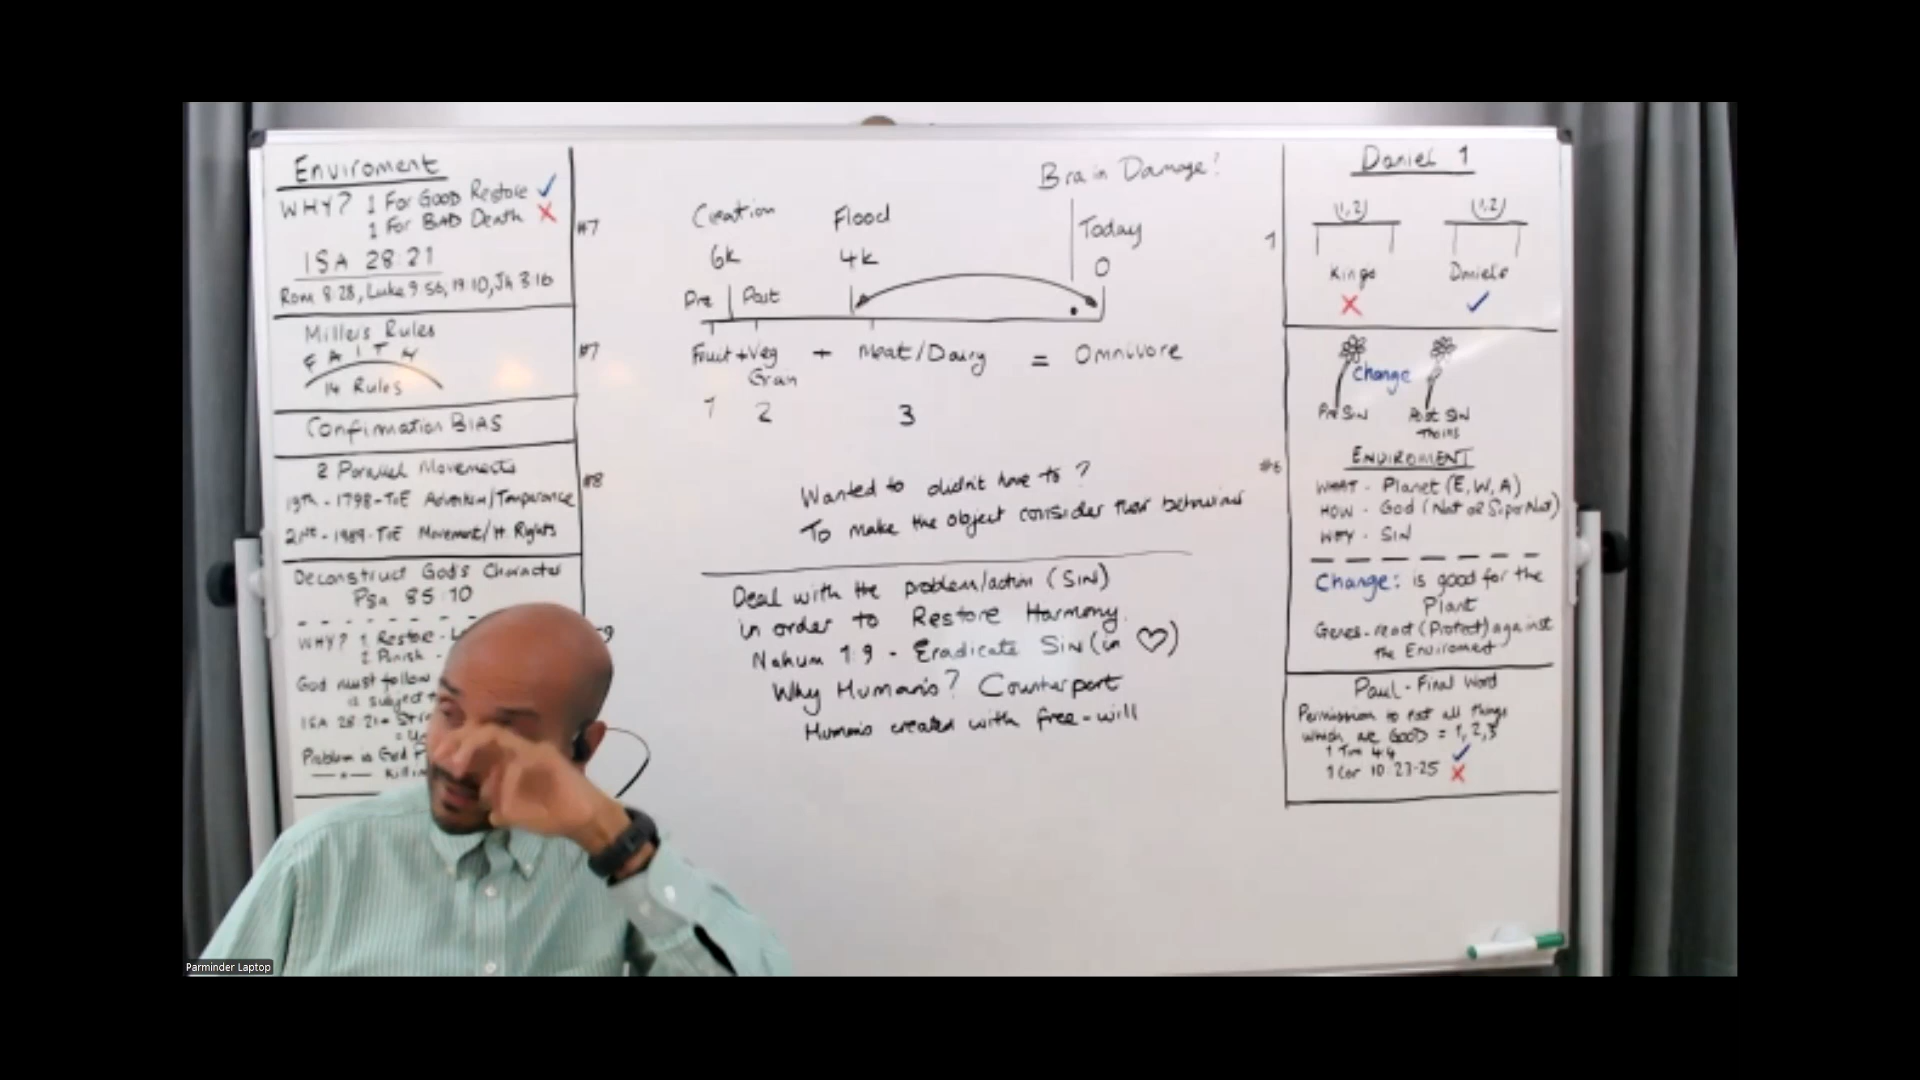 Enviroment
WHY? 1 For Good Restore ✓
1 For BAD Death ✗
ISA 28:21
Rom 8:28, Luke 9 56, 19:10, Jh 3:16
#7
Millers Rules
F A I T H
14 Rules
#7
Confirmation BIAS
2 Parallel Movements
19th - 1798 - ToE Adventism/Temperance
21st - 1989 - ToE Movement/H. Rights
#8
Deconstruct God's Character
Psa 85:10
WHY? 1 Restore -
2 Punish -
9
God must follow
is subject
ISA 28:21 =
Problem is God
Brain Damage!
Creation
Flood
Today
6k
4k
0
Pre
Post
Fruit + Veg + Meat/Dairy = Omnivore
Grain
1 2 3
Wanted to didn't have to?
To make the object consider their behaviour
Deal with the problem/action (SIN)
in order to Restore Harmony.
Nahum 1:9 - Eradicate SIN (in ♡)
Why Humans? Counterpart
Humans created with free-will
Daniel 1
1
(1,2) (1,2)
Kings Daniels
✗ ✓
Change
Pre SIN Post SIN
Thorns
#6
ENVIROMENT
WHAT - Planet (E, W, A)
HOW - God (Nat or SuperNat)
WHY - SIN
Change: is good for the
Plant
Genes - react (Protect) against
the Enviroment
Paul - Final Word
Permission to eat all things
which are GOOD = 1,2,3
1 Tim 4:4 ✓
1 Cor 10:23-25 ✗
Parminder Laptop